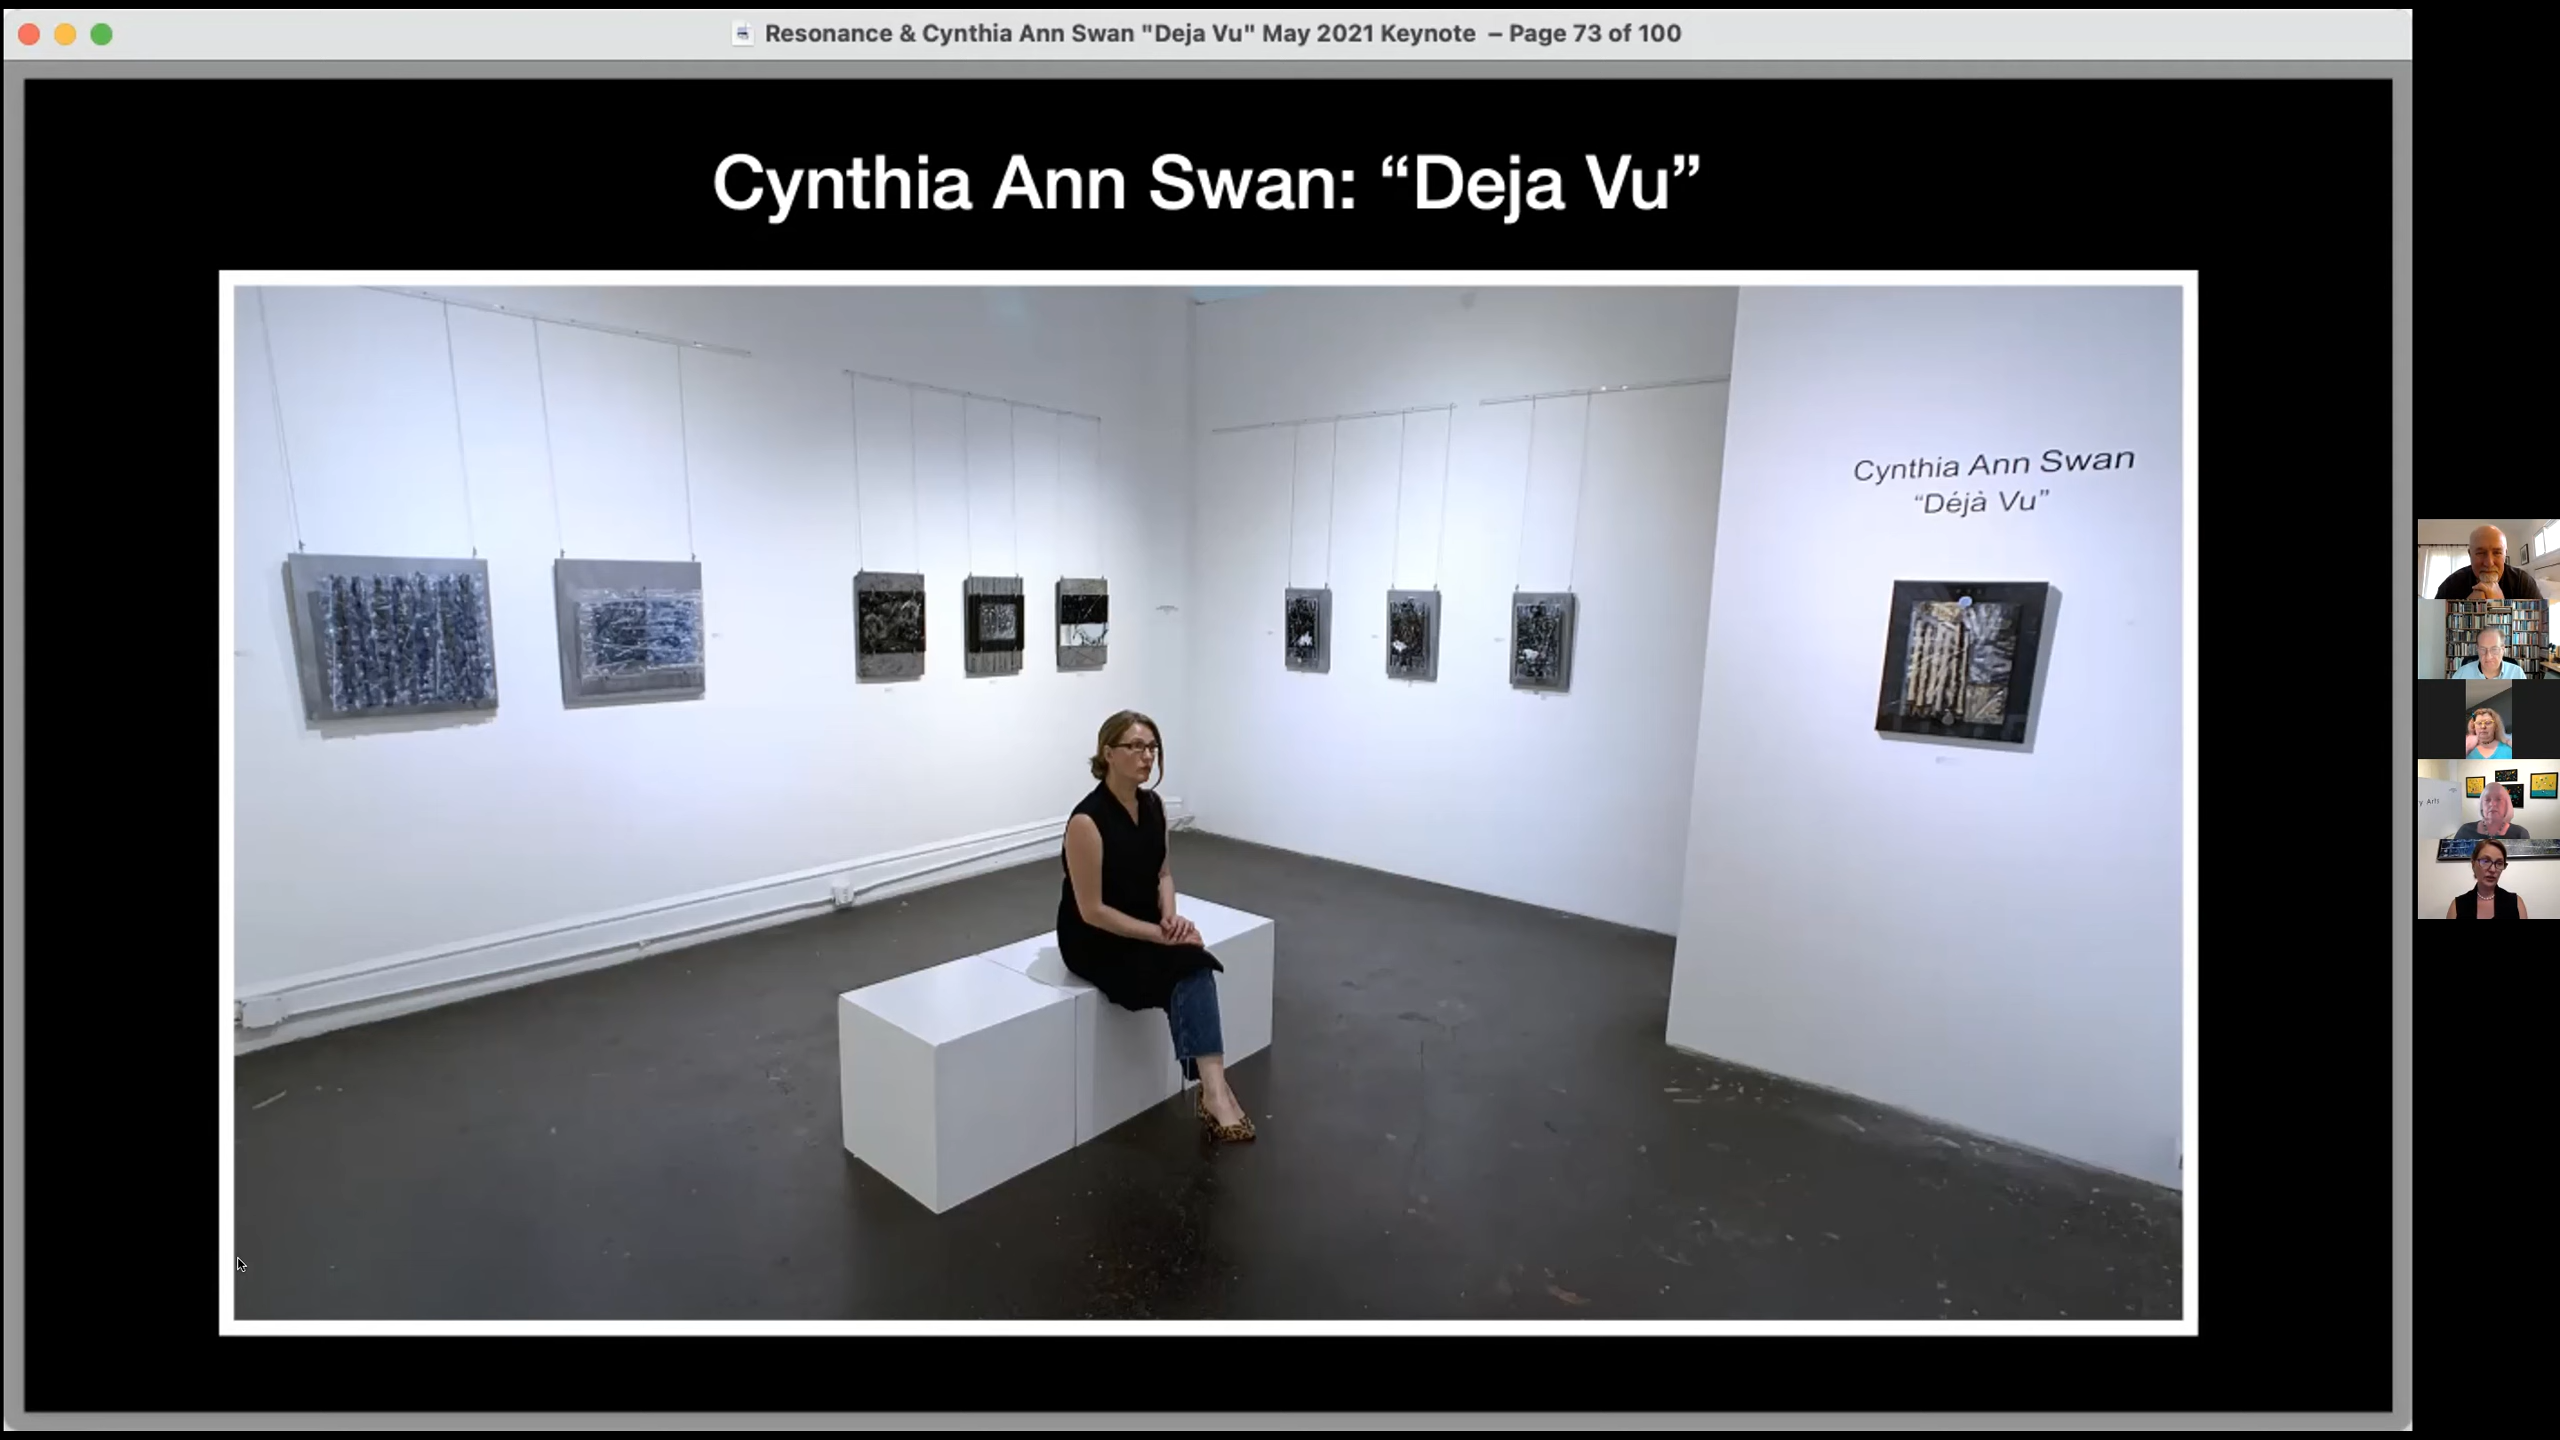 Resonance & Cynthia Ann Swan "Deja Vu" May 2021 Keynote – Page 73 of 100
Cynthia Ann Swan: “Deja Vu”
Cynthia Ann Swan
“Déjà Vu”
y Arts